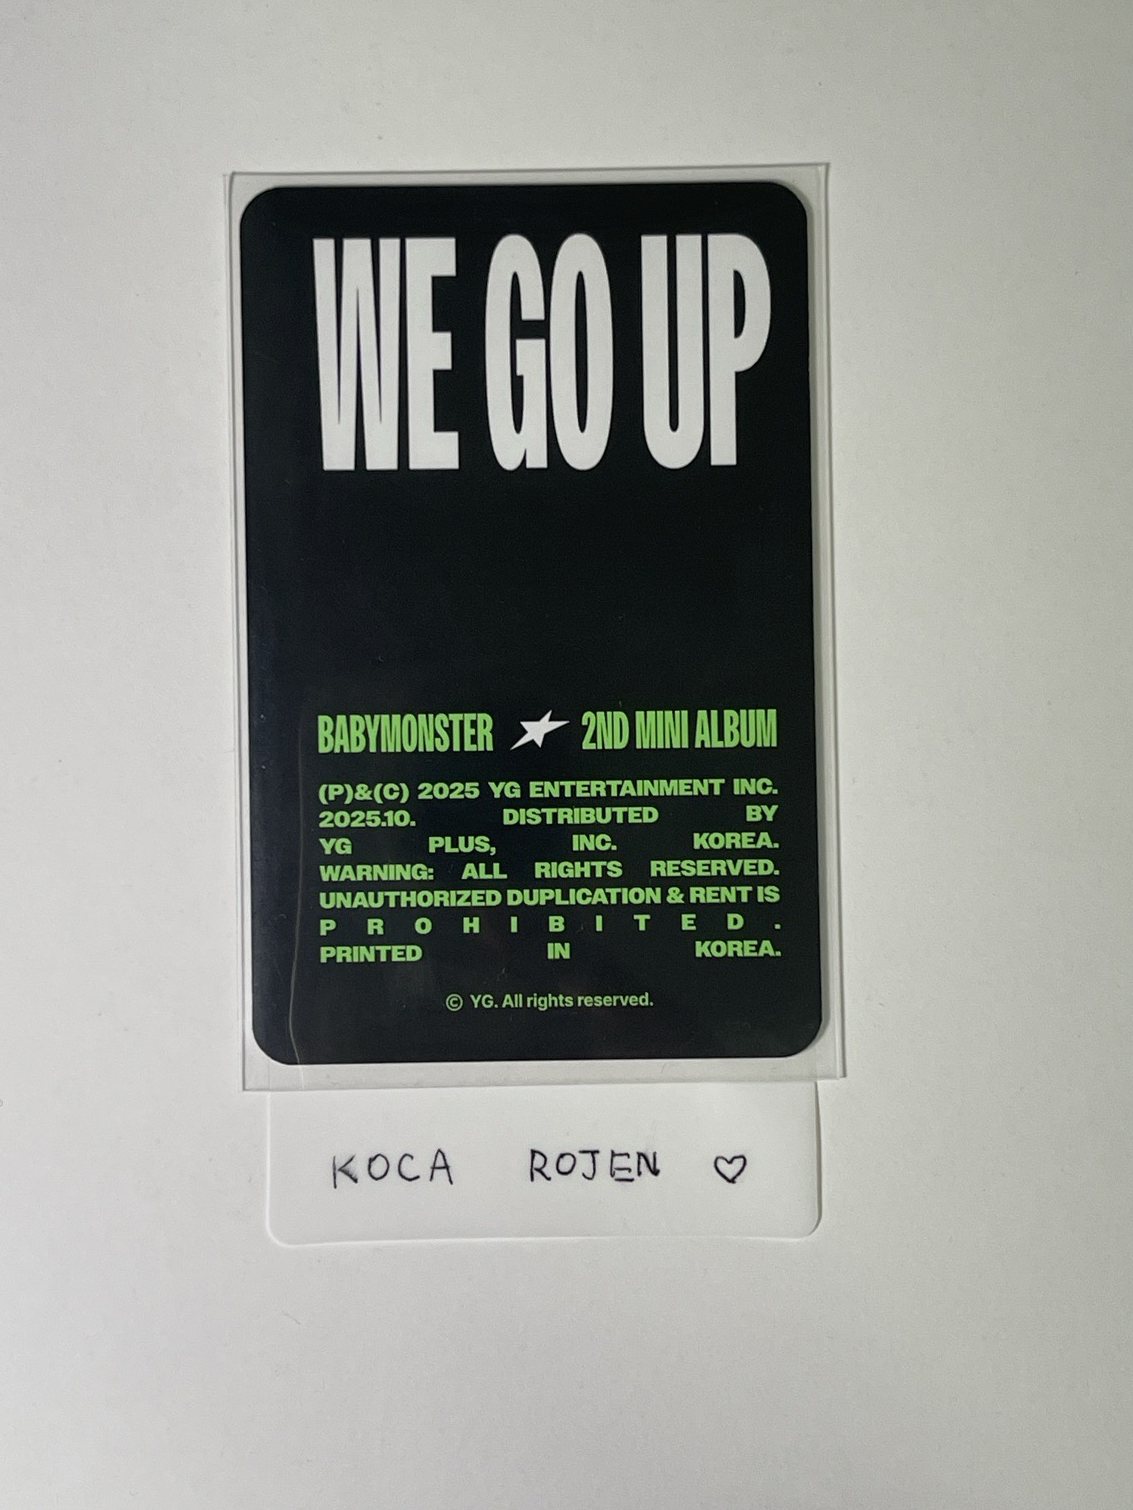 WE GO UP
BABYMONSTER 2ND MINI ALBUM
(P)&(C) 2025 YG ENTERTAINMENT INC.
2025.10. DISTRIBUTED BY
YG PLUS, INC. KOREA.
WARNING: ALL RIGHTS RESERVED.
UNAUTHORIZED DUPLICATION & RENT IS
P R O H I B I T E D .
PRINTED IN KOREA.
© YG. All rights reserved.
KOCA ROJEN ♡